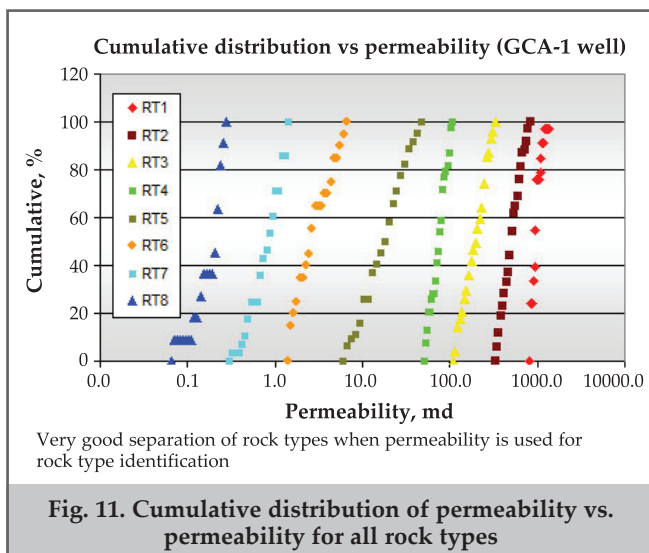 Cumulative distribution vs permeability (GCA-1 well)
120
100
80
60
40
20
0
Cumulative, %
RT1
RT2
RT3
RT4
RT5
RT6
RT7
RT8
0.0 0.1 1.0 10.0 100.0 1000.0 10000.0
Permeability, md
Very good separation of rock types when permeability is used for
rock type identification
Fig. 11. Cumulative distribution of permeability vs.
permeability for all rock types